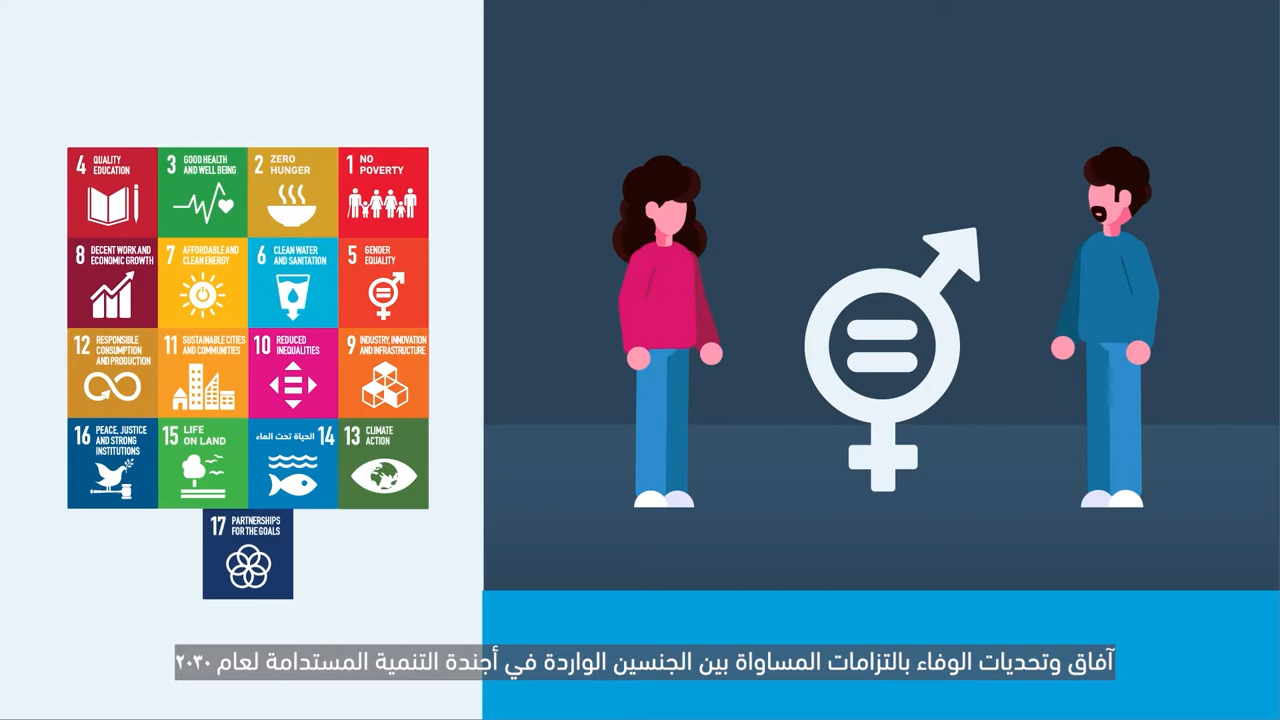 4 QUALITY
EDUCATION
3 GOOD HEALTH
AND WELL BEING
2 ZERO
HUNGER
1 NO
POVERTY
8 DECENT WORK AND
ECONOMIC GROWTH
7 AFFORDABLE AND
CLEAN ENERGY
6 CLEAN WATER
AND SANITATION
5 GENDER
EQUALITY
12 RESPONSIBLE
CONSUMPTION
AND PRODUCTION
11 SUSTAINABLE CITIES
AND COMMUNITIES
10 REDUCED
INEQUALITIES
9 INDUSTRY, INNOVATION
AND INFRASTRUCTURE
16 PEACE, JUSTICE
AND STRONG
INSTITUTIONS
15 LIFE
ON LAND
14 الحياة تحت الماء
13 CLIMATE
ACTION
17 PARTNERSHIPS
FOR THE GOALS
آفاق وتحديات الوفاء بالتزامات المساواة بين الجنسين الواردة في أجندة التنمية المستدامة لعام ٢٠٣٠